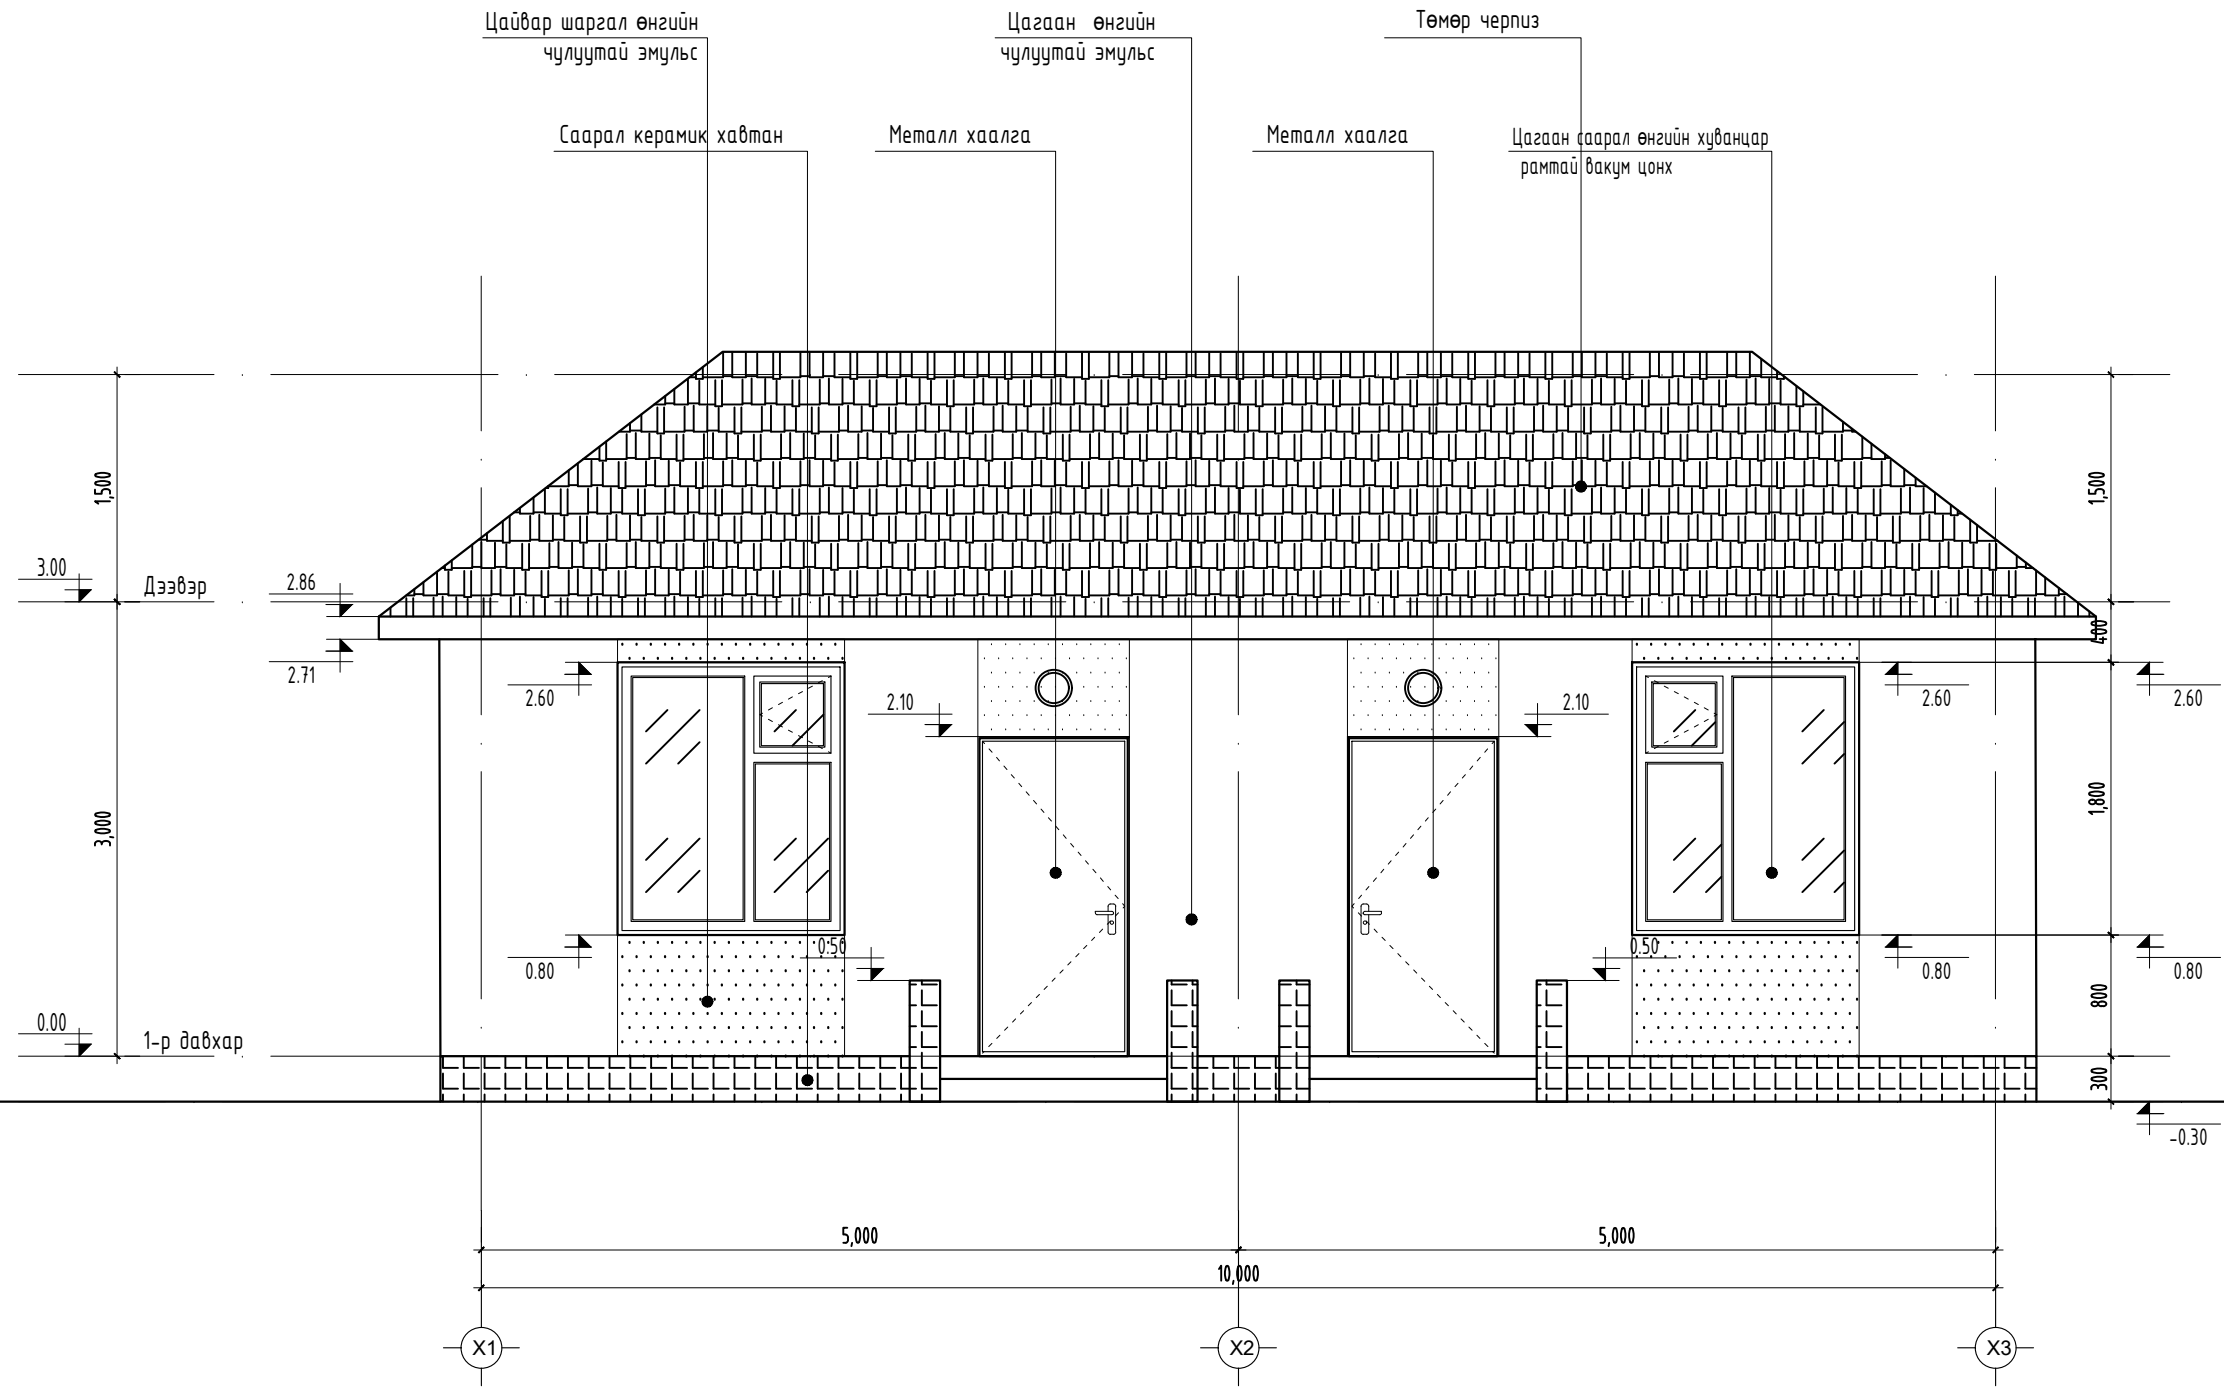 Цайвар шаргал өнгийн
чулуутай эмульс
Цагаан өнгийн
чулуутай эмульс
Төмөр черпиз
Саарал керамик хавтан
Металл хаалга
Металл хаалга
Цагаан саарал өнгийн хуванцар
рамтай вакум цонх
1,500
1,500
3.00
Дээвэр
2.86
400
2.71
2.60
2.10
2.10
2.60
2.60
3,000
1,800
0.80
0.50
0.50
0.80
0.80
800
0.00
1-р давхар
300
-0.30
5,000
5,000
10,000
X1
X2
X3